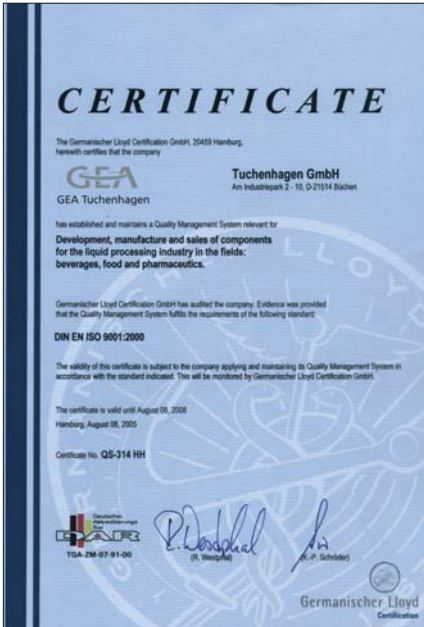 CERTIFICATE
The Germanischer Lloyd Certification GmbH, 20459 Hamburg,
herewith certifies that the company
GEA
GEA Tuchenhagen
Tuchenhagen GmbH
Am Industriepark 2 - 10, D-21514 Büchen
has established and maintains a Quality Management System relevant for
Development, manufacture and sales of components
for the liquid processing industry in the fields:
beverages, food and pharmaceutics.
Germanischer Lloyd Certification GmbH has audited the company. Evidence was provided
that the Quality Management System fulfills the requirements of the following standard:
DIN EN ISO 9001:2000
The validity of this certificate is subject to the company applying and maintaining its Quality Management System in
accordance with the standard indicated. This will be monitored by Germanischer Lloyd Certification GmbH.
The certificate is valid until August 08, 2008
Hamburg, August 08, 2005
Certificate No. QS-314 HH
Deutscher
Akkreditierungs
Rat
DAR
TGA-ZM-07-91-00
R. Westphal
(R. Westphal)
(K.-P. Schröder)
Germanischer Lloyd
Certification